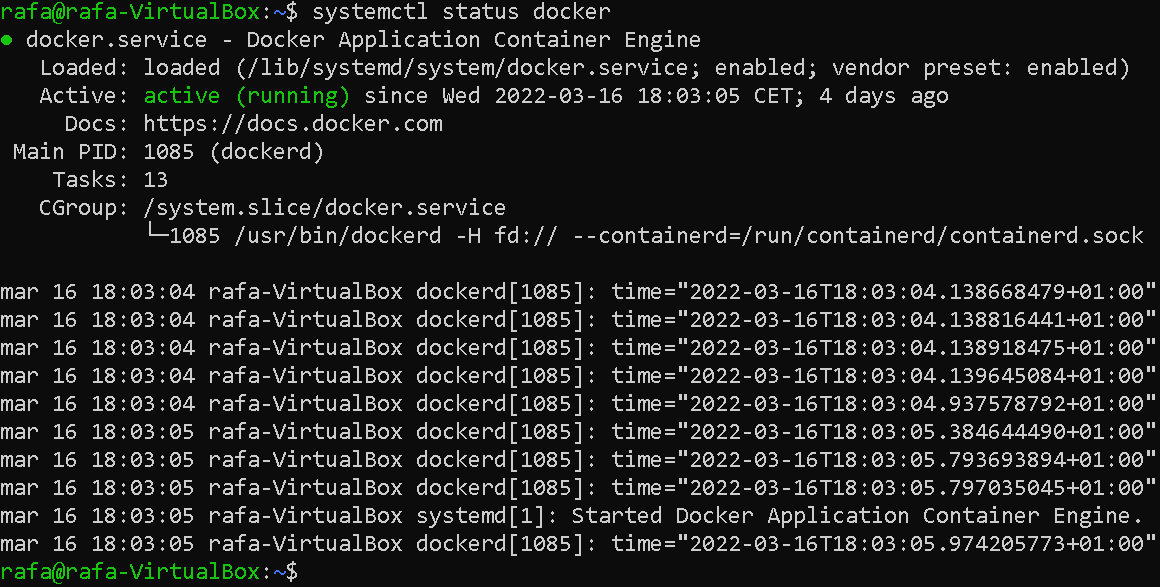 rafa@rafa-VirtualBox:~$ systemctl status docker
● docker.service - Docker Application Container Engine
   Loaded: loaded (/lib/systemd/system/docker.service; enabled; vendor preset: enabled)
   Active: active (running) since Wed 2022-03-16 18:03:05 CET; 4 days ago
     Docs: https://docs.docker.com
 Main PID: 1085 (dockerd)
    Tasks: 13
   CGroup: /system.slice/docker.service
           └─1085 /usr/bin/dockerd -H fd:// --containerd=/run/containerd/containerd.sock

mar 16 18:03:04 rafa-VirtualBox dockerd[1085]: time="2022-03-16T18:03:04.138668479+01:00"
mar 16 18:03:04 rafa-VirtualBox dockerd[1085]: time="2022-03-16T18:03:04.138816441+01:00"
mar 16 18:03:04 rafa-VirtualBox dockerd[1085]: time="2022-03-16T18:03:04.138918475+01:00"
mar 16 18:03:04 rafa-VirtualBox dockerd[1085]: time="2022-03-16T18:03:04.139645084+01:00"
mar 16 18:03:04 rafa-VirtualBox dockerd[1085]: time="2022-03-16T18:03:04.937578792+01:00"
mar 16 18:03:05 rafa-VirtualBox dockerd[1085]: time="2022-03-16T18:03:05.384644490+01:00"
mar 16 18:03:05 rafa-VirtualBox dockerd[1085]: time="2022-03-16T18:03:05.793693894+01:00"
mar 16 18:03:05 rafa-VirtualBox dockerd[1085]: time="2022-03-16T18:03:05.797035045+01:00"
mar 16 18:03:05 rafa-VirtualBox systemd[1]: Started Docker Application Container Engine.
mar 16 18:03:05 rafa-VirtualBox dockerd[1085]: time="2022-03-16T18:03:05.974205773+01:00"
rafa@rafa-VirtualBox:~$